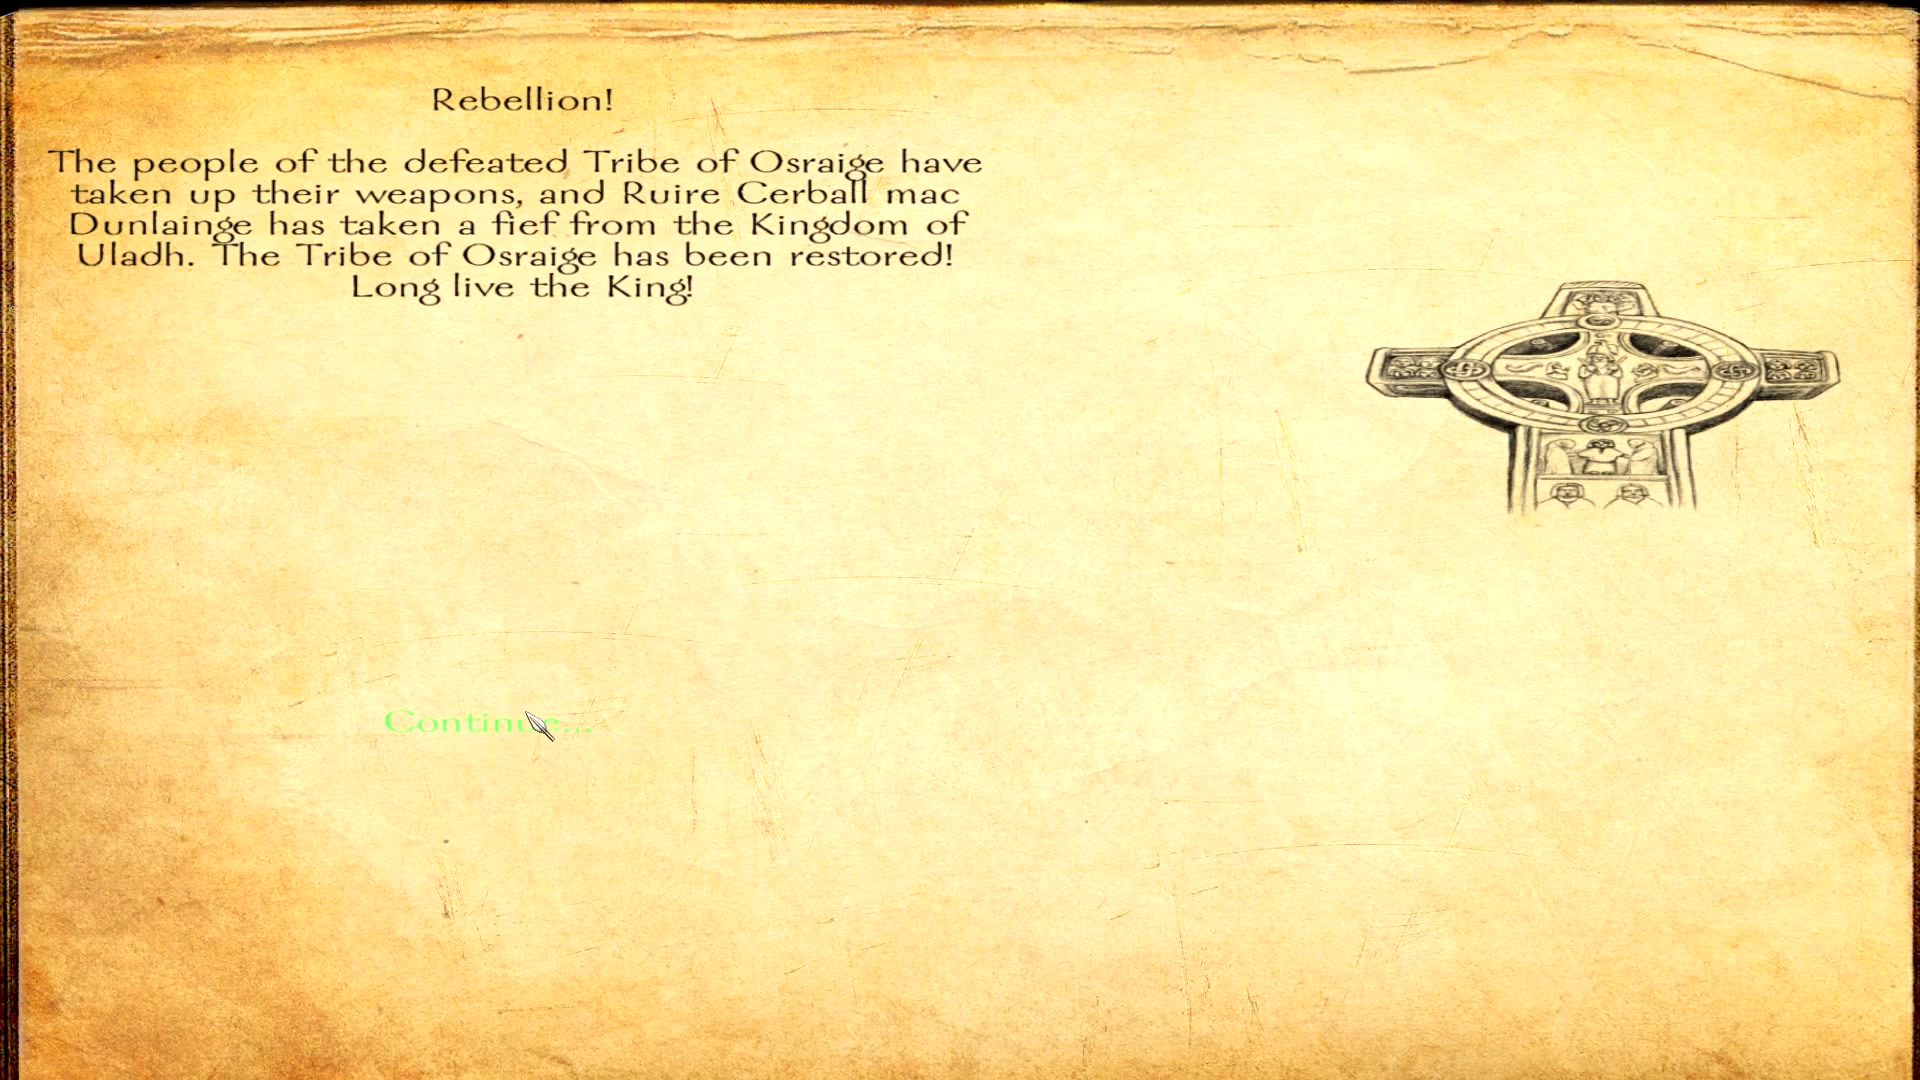 Rebellion!
The people of the defeated Tribe of Osraige have
taken up their weapons, and Ruire Cerball mac
Dunlainge has taken a fief from the Kingdom of
Uladh. The Tribe of Osraige has been restored!
Long live the King!
Continue...